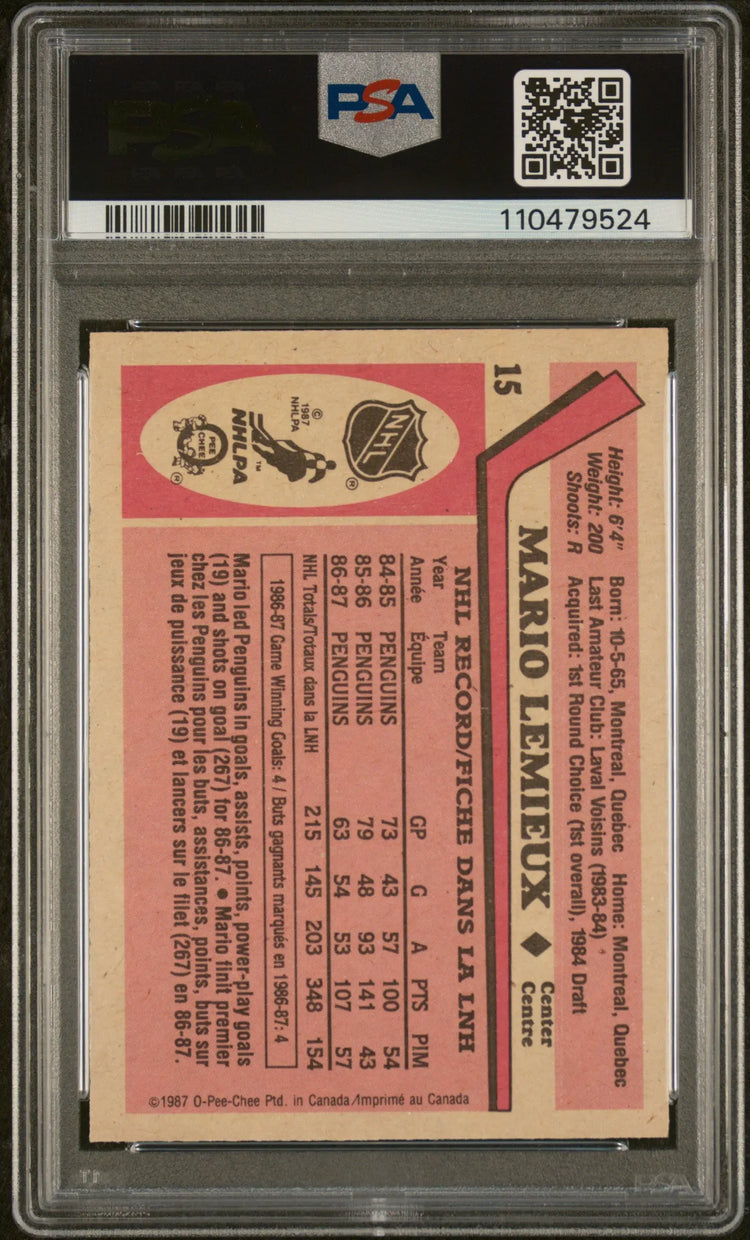 PSA
110479524
15
Height: 6'4" Born: 10-5-65, Montreal, Quebec Home: Montreal, Quebec
Weight: 200 Last Amateur Club: Laval Voisins (1983-84)
Shoots: R Acquired: 1st Round Choice (1st overall), 1984 Draft
MARIO LEMIEUX ◆ Center
Centre
NHL
®
© 1987 NHLPA
NHLPA
™
O PEE CHEE
®
NHL RECORD/FICHE DANS LA LNH
Year Team
Année Équipe GP G A PTS PIM
84-85 PENGUINS 73 43 57 100 54
85-86 PENGUINS 79 48 93 141 43
86-87 PENGUINS 63 54 53 107 57
NHL Totals/Totaux dans la LNH 215 145 203 348 154
1986-87 Game Winning Goals: 4 / Buts gagnants marqués en 1986-87: 4
Mario led Penguins in goals, assists, points, power-play goals
(19) and shots on goal (267) for 86-87. ● Mario finit premier
chez les Penguins pour les buts, assistances, points, buts sur
jeux de puissance (19) et lancers sur le filet (267) en 86-87.
©1987 O-Pee-Chee Ptd. in Canada/Imprimé au Canada
PSA